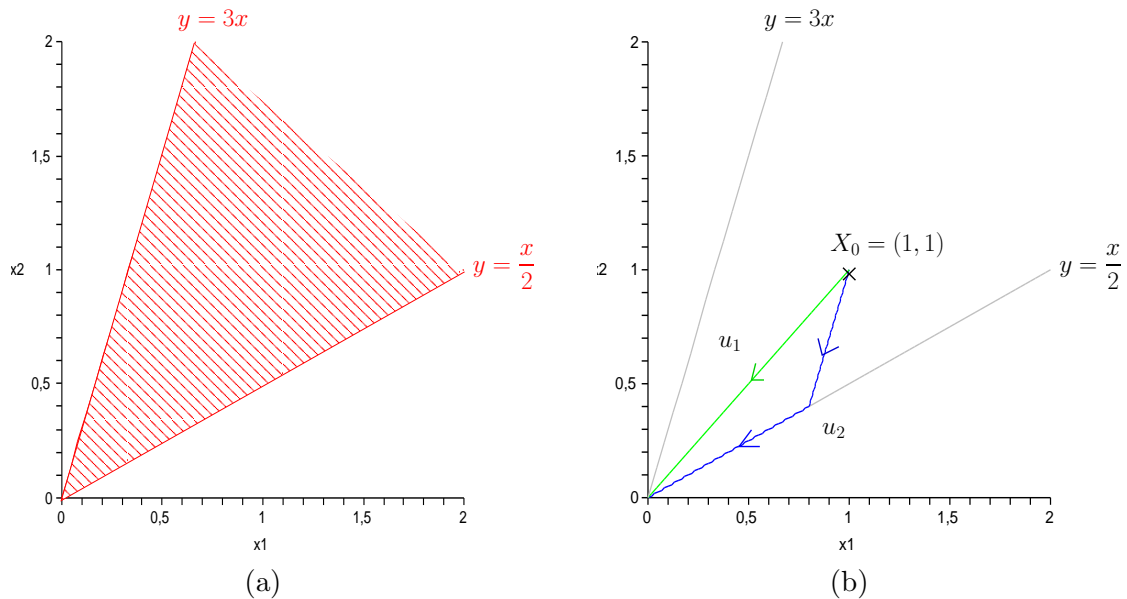 y = 3x
2
1,5
x2
1
0,5
0
0
0,5
1
1,5
2
x1
y = x/2
(a)
y = 3x
2
1,5
:2
1
0,5
0
0
0,5
1
1,5
2
x1
X₀ = (1, 1)
y = x/2
u₁
u₂
(b)